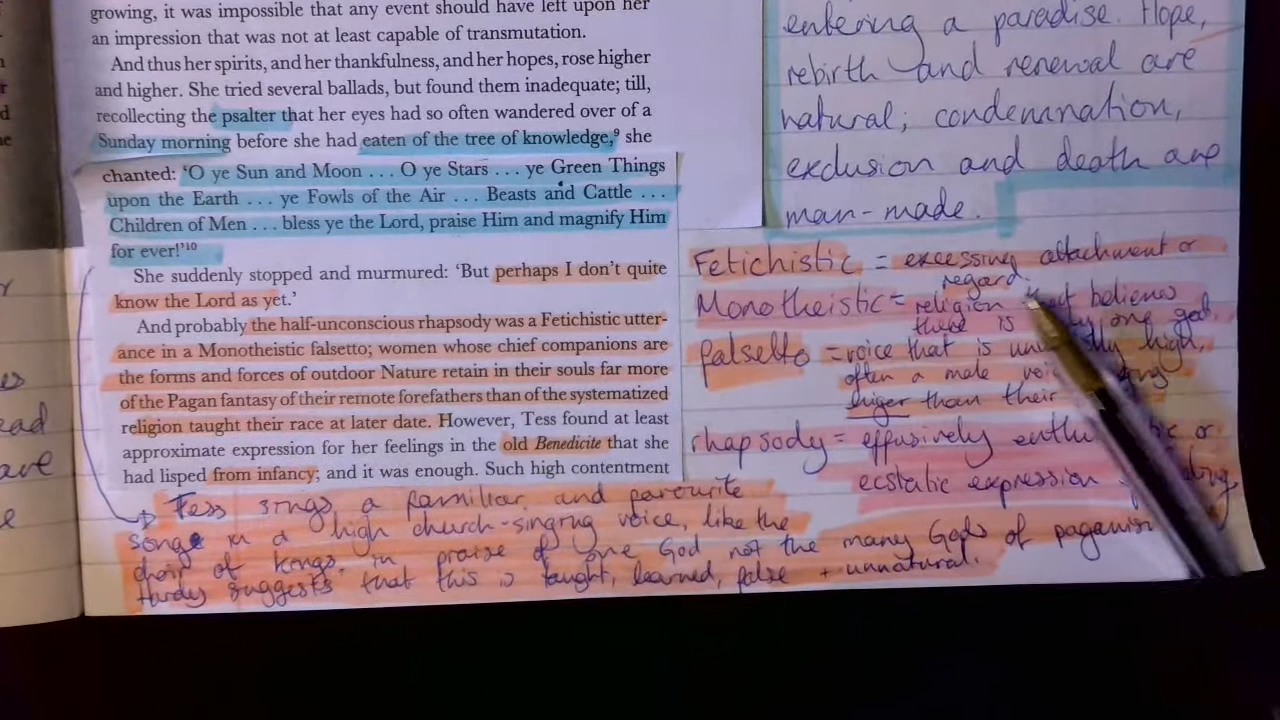 growing, it was impossible that any event should have left upon her
an impression that was not at least capable of transmutation.
And thus her spirits, and her thankfulness, and her hopes, rose higher
and higher. She tried several ballads, but found them inadequate; till,
recollecting the psalter that her eyes had so often wandered over of a
Sunday morning before she had eaten of the tree of knowledge,⁹ she
chanted: ‘O ye Sun and Moon . . . O ye Stars . . . ye Green Things
upon the Earth . . . ye Fowls of the Air . . . Beasts and Cattle . . .
Children of Men . . . bless ye the Lord, praise Him and magnify Him
for ever!’¹⁰
She suddenly stopped and murmured: ‘But perhaps I don’t quite
know the Lord as yet.’
And probably the half-unconscious rhapsody was a Fetichistic utter-
ance in a Monotheistic falsetto; women whose chief companions are
the forms and forces of outdoor Nature retain in their souls far more
of the Pagan fantasy of their remote forefathers than of the systematized
religion taught their race at later date. However, Tess found at least
approximate expression for her feelings in the old Benedicite that she
had lisped from infancy; and it was enough. Such high contentment
entering a paradise. Hope,
rebirth and renewal are
natural; condemnation,
exclusion and death are
man-made.
Fetichistic = excessing attachment or
regard
Monotheistic = religion believes
there is one god.
falsetto = voice that is high,
often a male
higer than their
rhapsody = effusively or
ecstatic expression
Tess sings a familiar and favourite
songe in a high church-singing voice, like the
choir of Kings, in praise of one God not the many Gods of paganism
Hardy suggests that this is taught, learned, false + unnatural.